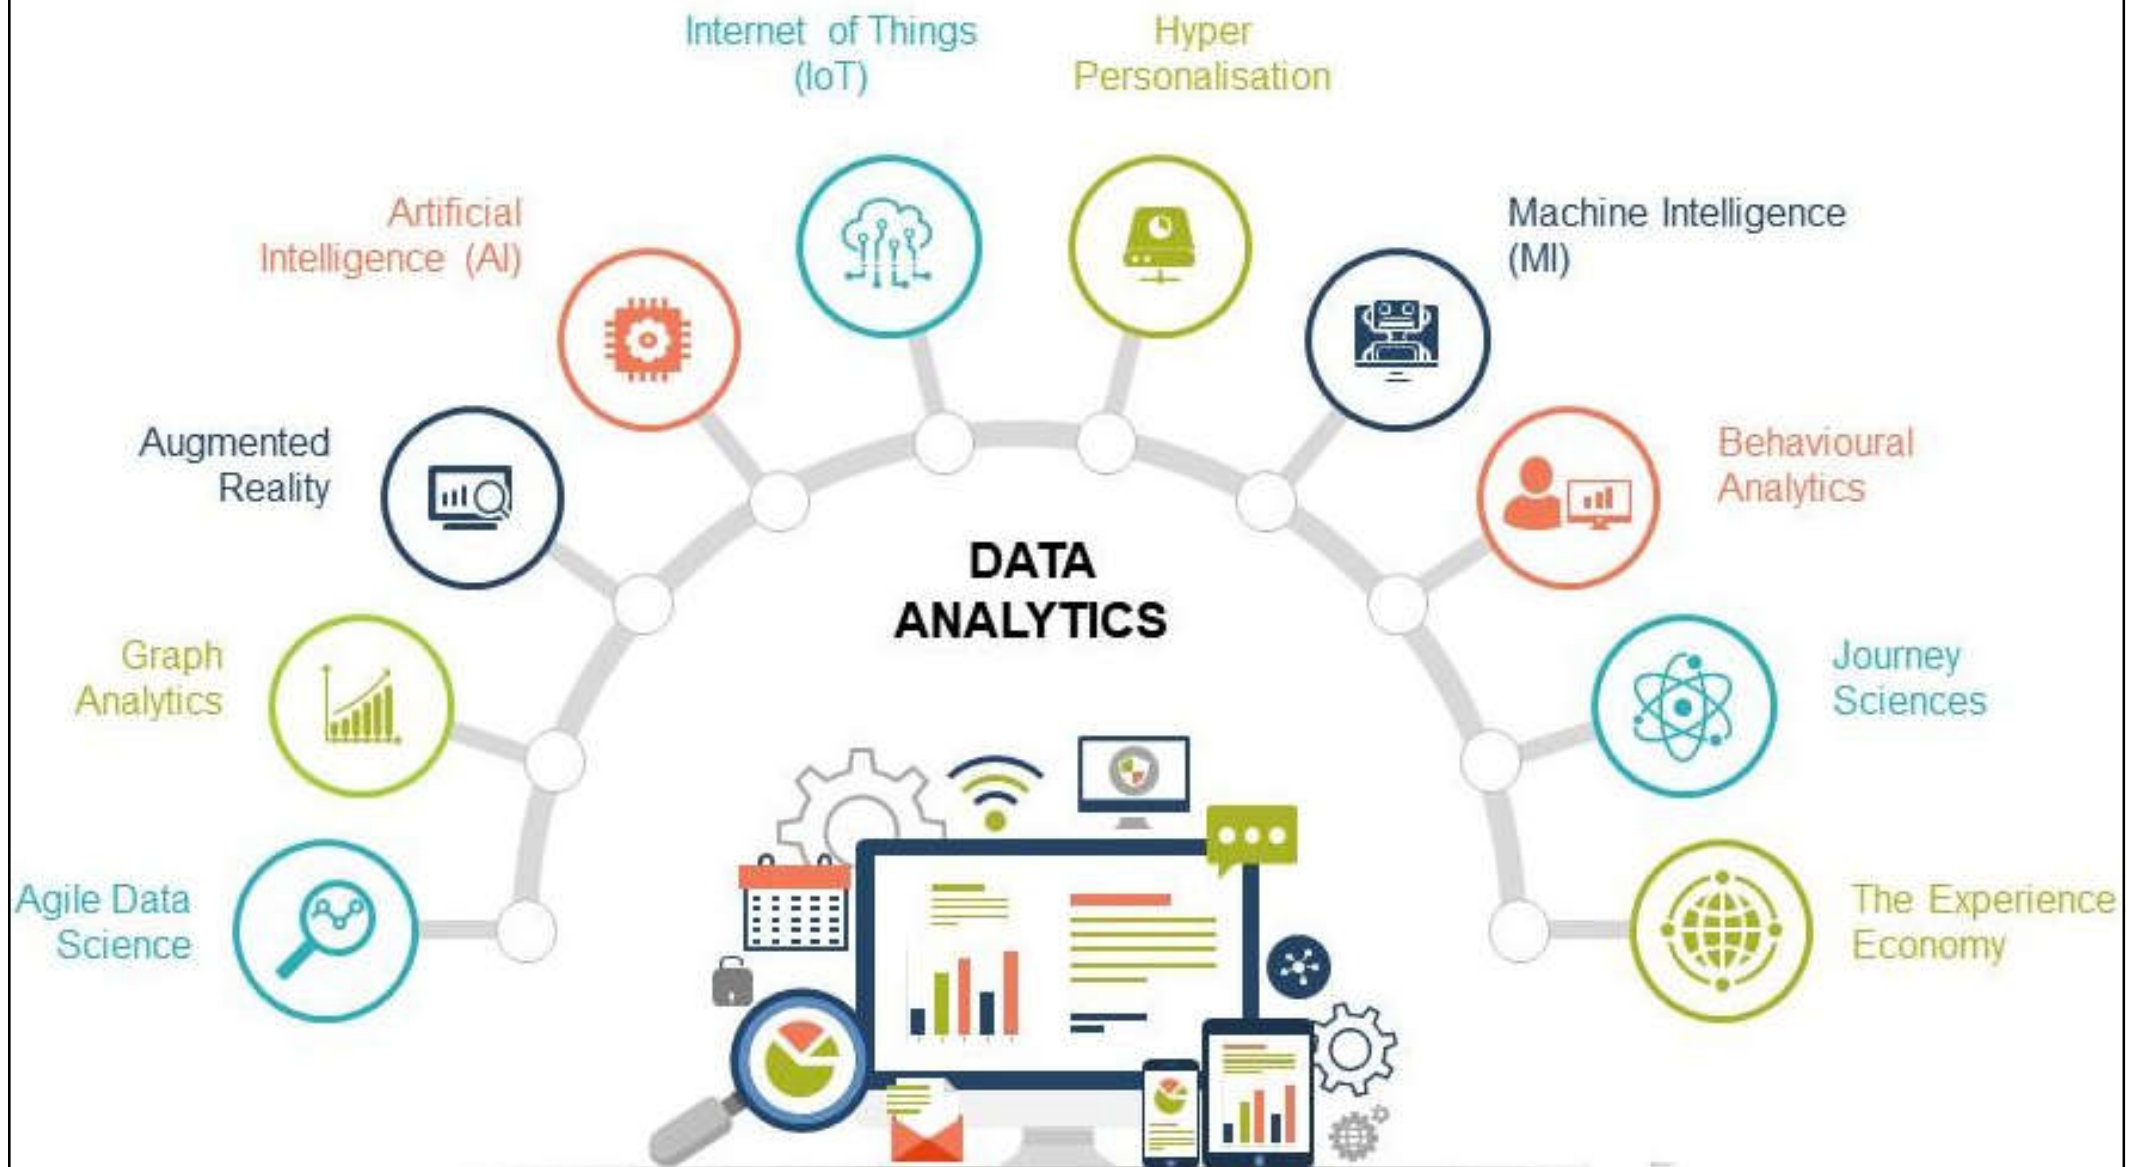 Internet of Things
(IoT)
Hyper
Personalisation
Artificial
Intelligence (AI)
Machine Intelligence
(MI)
Augmented
Reality
Behavioural
Analytics
DATA
ANALYTICS
Graph
Analytics
Journey
Sciences
Agile Data
Science
The Experience
Economy